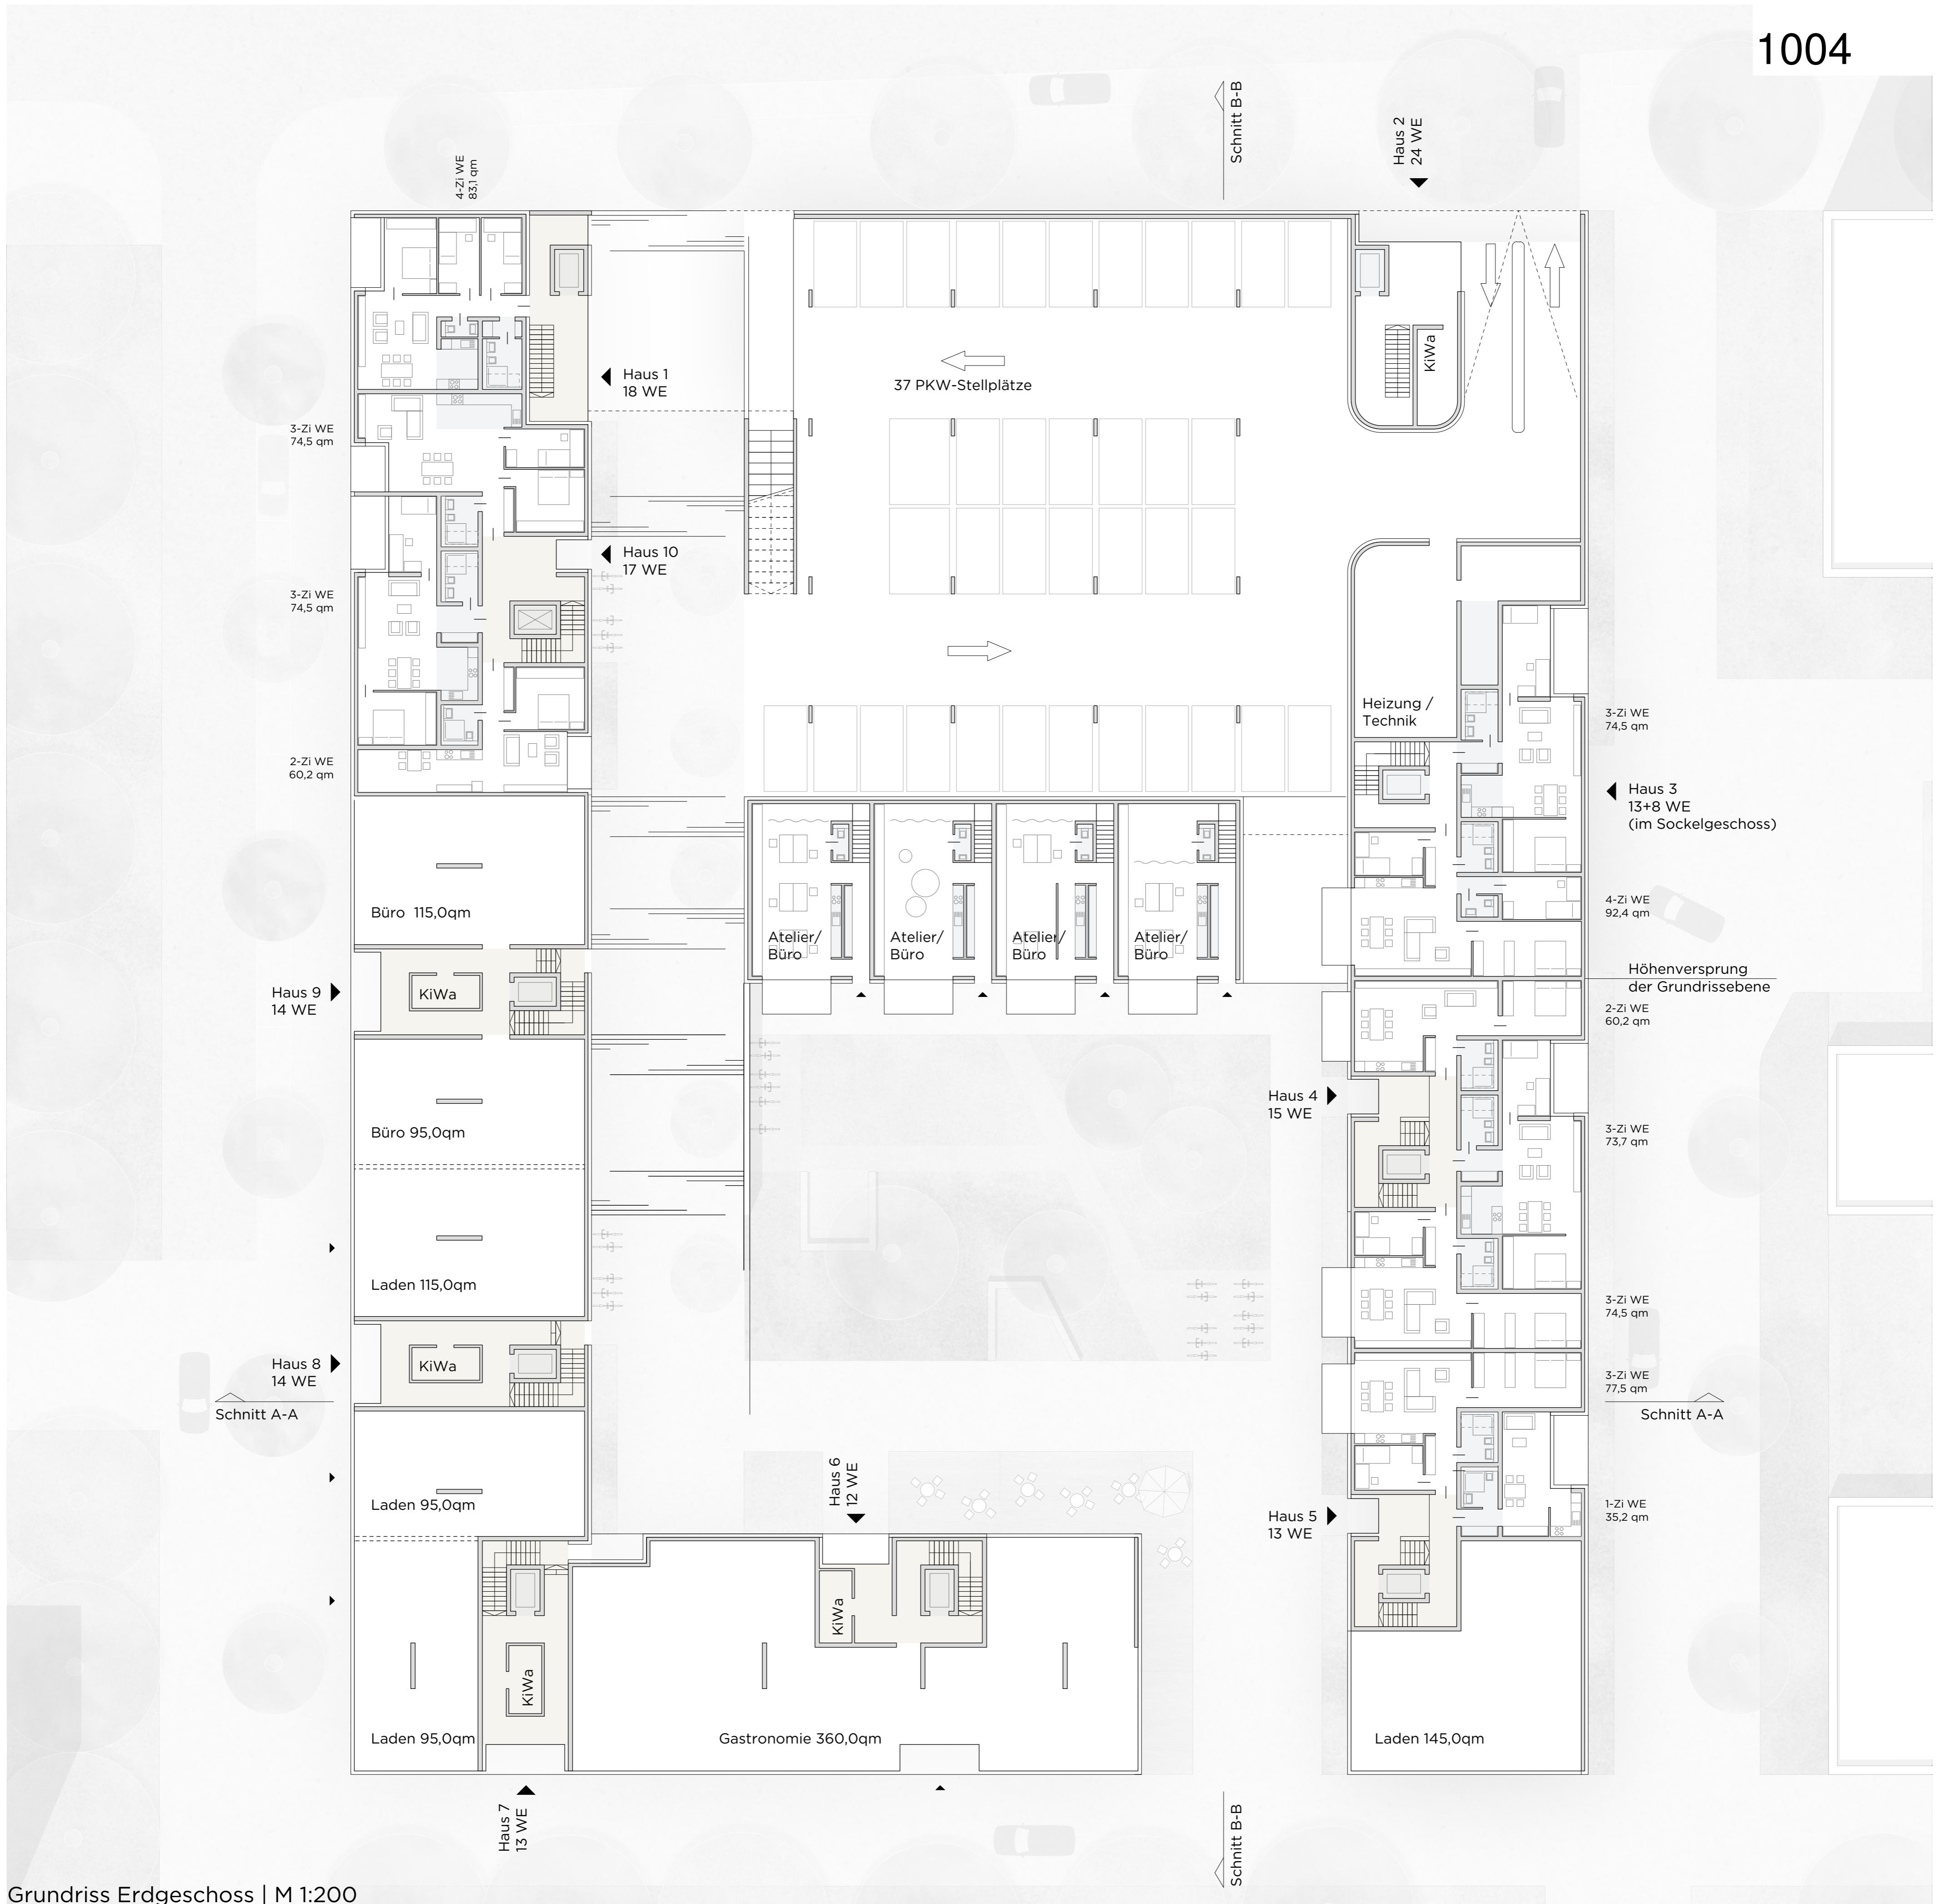 1004
Schnitt B-B
Haus 2
24 WE
4-Zi WE
83,1 qm
Haus 1
18 WE
37 PKW-Stellplätze
KiWa
3-Zi WE
74,5 qm
Haus 10
17 WE
3-Zi WE
74,5 qm
Heizung /
Technik
3-Zi WE
74,5 qm
2-Zi WE
60,2 qm
Haus 3
13+8 WE
(im Sockelgeschoss)
Büro 115,0qm
4-Zi WE
92,4 qm
Atelier/
Büro
Atelier/
Büro
Atelier/
Büro
Atelier/
Büro
Höhenversprung
der Grundrissebene
Haus 9
14 WE
KiWa
2-Zi WE
60,2 qm
Haus 4
15 WE
Büro 95,0qm
3-Zi WE
73,7 qm
Laden 115,0qm
3-Zi WE
74,5 qm
Haus 8
14 WE
KiWa
3-Zi WE
77,5 qm
Schnitt A-A
Schnitt A-A
Haus 6
12 WE
Laden 95,0qm
Haus 5
13 WE
1-Zi WE
35,2 qm
KiWa
KiWa
Laden 95,0qm
Gastronomie 360,0qm
Laden 145,0qm
Haus 7
13 WE
Schnitt B-B
Grundriss Erdgeschoss | M 1:200